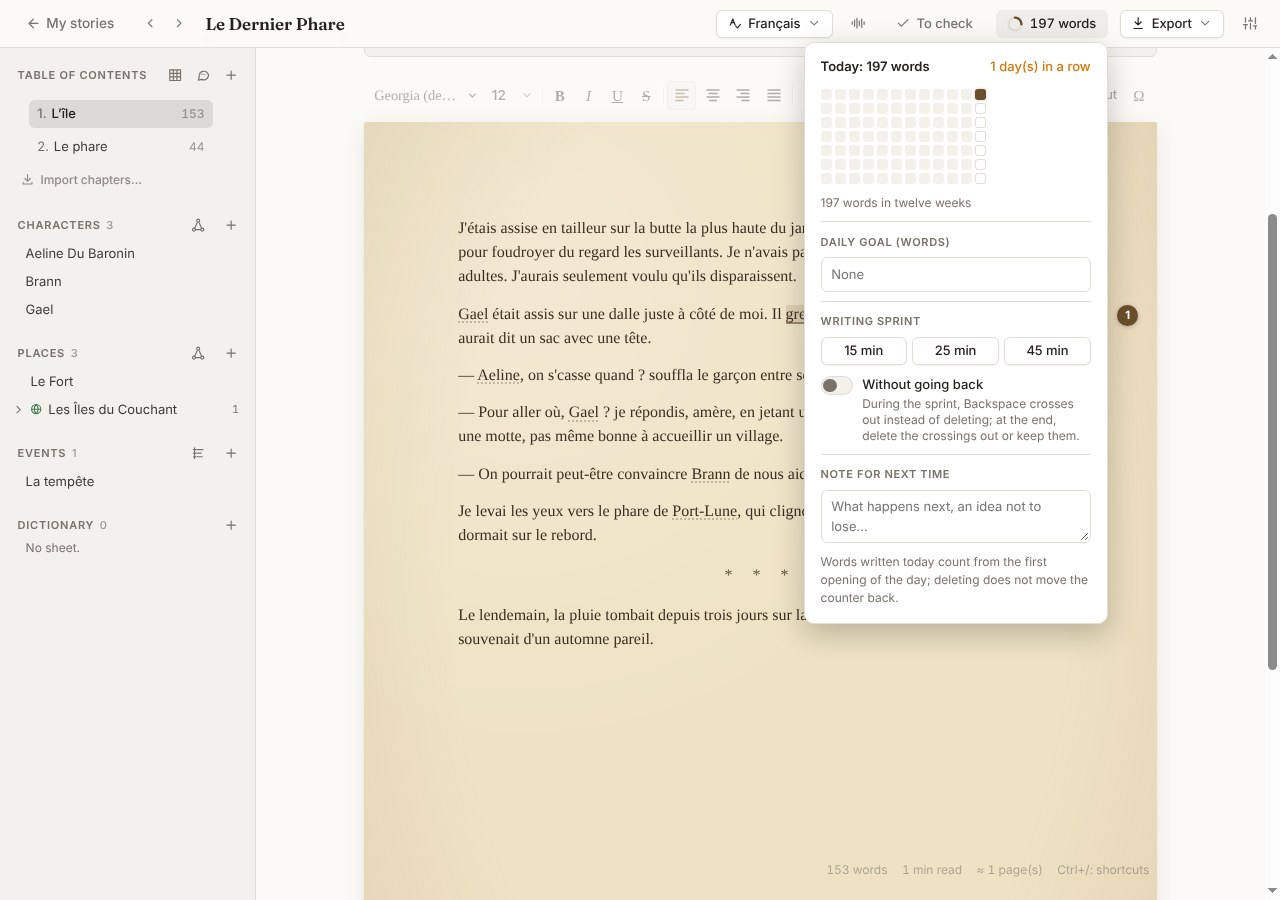 My stories
Le Dernier Phare
Français
To check
197 words
Export
TABLE OF CONTENTS
1. L'île 153
2. Le phare 44
Import chapters...
CHARACTERS 3
Aeline Du Baronin
Brann
Gael
PLACES 3
Le Fort
Les Îles du Couchant 1
EVENTS 1
La tempête
DICTIONARY 0
No sheet.
Georgia (de... 12 B I U S Ω
J'étais assise en tailleur sur la butte la plus haute du
pour foudroyer du regard les surveillants. Je n'avais
adultes. J'aurais seulement voulu qu'ils disparaissent.
Gael était assis sur une dalle juste à côté de moi. Il
aurait dit un sac avec une tête.
— Aeline, on s'casse quand ? souffla le garçon entre
— Pour aller où, Gael ? je répondis, amère, en jetant
une motte, pas même bonne à accueillir un village.
— On pourrait peut-être convaincre Brann de nous
Je levai les yeux vers le phare de Port-Lune, qui
dormait sur le rebord.
* * *
Le lendemain, la pluie tombait depuis trois jours sur
souvenait d'un automne pareil.
1
153 words 1 min read ≈ 1 page(s) Ctrl+/: shortcuts
Today: 197 words 1 day(s) in a row
197 words in twelve weeks
DAILY GOAL (WORDS)
None
WRITING SPRINT
15 min 25 min 45 min
Without going back
During the sprint, Backspace crosses
out instead of deleting; at the end,
delete the crossings out or keep them.
NOTE FOR NEXT TIME
What happens next, an idea not to
lose...
Words written today count from the first
opening of the day; deleting does not move the
counter back.